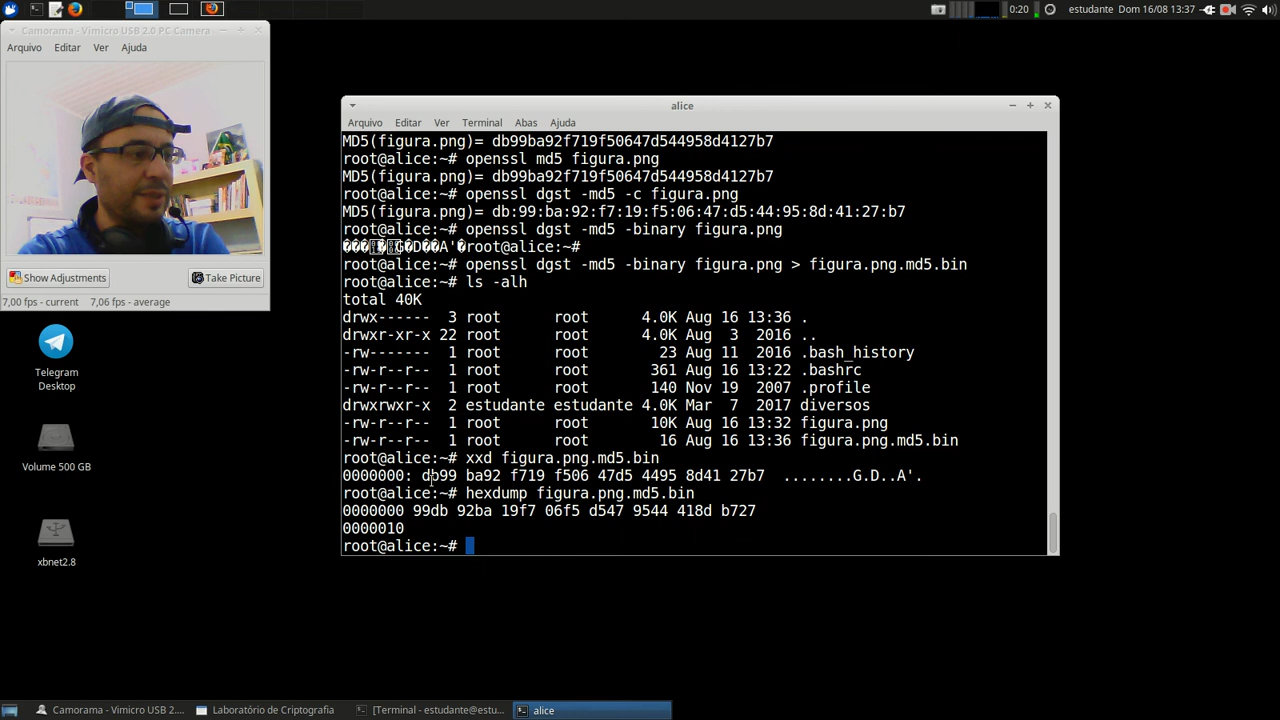 0:20 estudante Dom 16/08 13:37
Camorama - Vimicro USB 2.0 PC Camera
Arquivo Editar Ver Ajuda
Show Adjustments Take Picture
7,00 fps - current 7,06 fps - average
Telegram
Desktop
Volume 500 GB
xbnet2.8
alice
Arquivo Editar Ver Terminal Abas Ajuda
MD5(figura.png)= db99ba92f719f50647d544958d4127b7
root@alice:~# openssl md5 figura.png
MD5(figura.png)= db99ba92f719f50647d544958d4127b7
root@alice:~# openssl dgst -md5 -c figura.png
MD5(figura.png)= db:99:ba:92:f7:19:f5:06:47:d5:44:95:8d:41:27:b7
root@alice:~# openssl dgst -md5 -binary figura.png
G�D��A'�root@alice:~#
root@alice:~# openssl dgst -md5 -binary figura.png > figura.png.md5.bin
root@alice:~# ls -alh
total 40K
drwx------ 3 root root 4.0K Aug 16 13:36 .
drwxr-xr-x 22 root root 4.0K Aug 3 2016 ..
-rw------- 1 root root 23 Aug 11 2016 .bash_history
-rw-r--r-- 1 root root 361 Aug 16 13:22 .bashrc
-rw-r--r-- 1 root root 140 Nov 19 2007 .profile
drwxrwxr-x 2 estudante estudante 4.0K Mar 7 2017 diversos
-rw-r--r-- 1 root root 10K Aug 16 13:32 figura.png
-rw-r--r-- 1 root root 16 Aug 16 13:36 figura.png.md5.bin
root@alice:~# xxd figura.png.md5.bin
0000000: db99 ba92 f719 f506 47d5 4495 8d41 27b7 ........G.D..A'.
root@alice:~# hexdump figura.png.md5.bin
0000000 99db 92ba 19f7 06f5 d547 9544 418d b727
0000010
root@alice:~#
Camorama - Vimicro USB 2.... Laboratório de Criptografia [Terminal - estudante@estu... alice